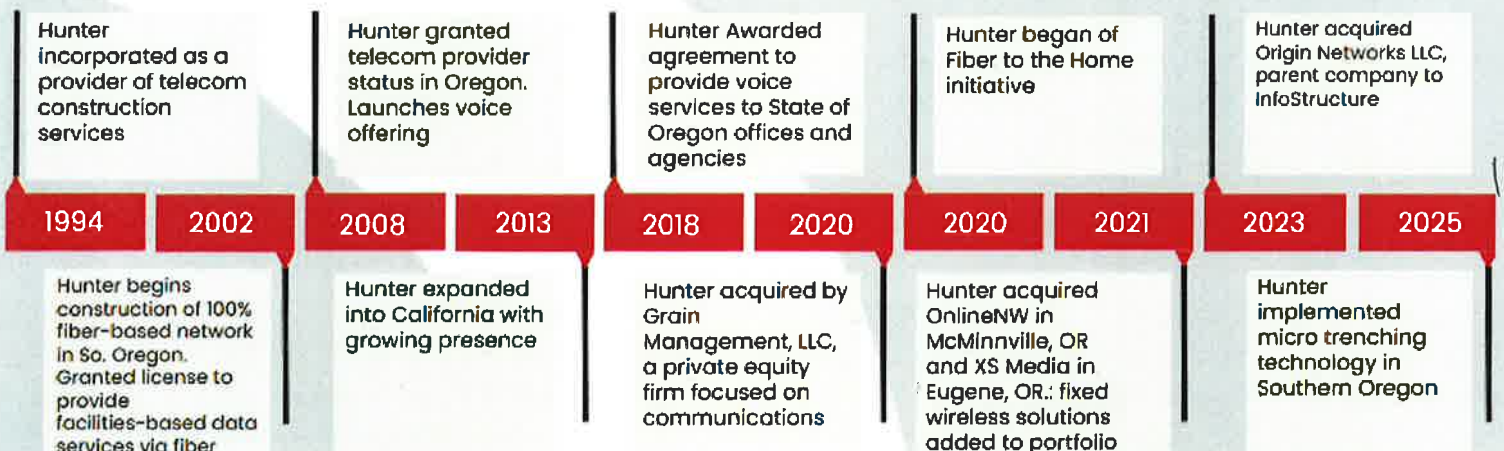 Hunter
incorporated as a
provider of telecom
construction
services
Hunter granted
telecom provider
status in Oregon.
Launches voice
offering
Hunter Awarded
agreement to
provide voice
services to State of
Oregon offices and
agencies
Hunter began of
Fiber to the Home
initiative
Hunter acquired
Origin Networks LLC,
parent company to
InfoStructure
1994
2002
2008
2013
2018
2020
2020
2021
2023
2025
Hunter begins
construction of 100%
fiber-based network
in So. Oregon.
Granted license to
provide
facilities-based data
services via fiber
Hunter expanded
into California with
growing presence
Hunter acquired by
Grain
Management, LLC,
a private equity
firm focused on
communications
Hunter acquired
OnlineNW in
McMinnville, OR
and XS Media in
Eugene, OR.: fixed
wireless solutions
added to portfolio
Hunter
implemented
micro trenching
technology in
Southern Oregon